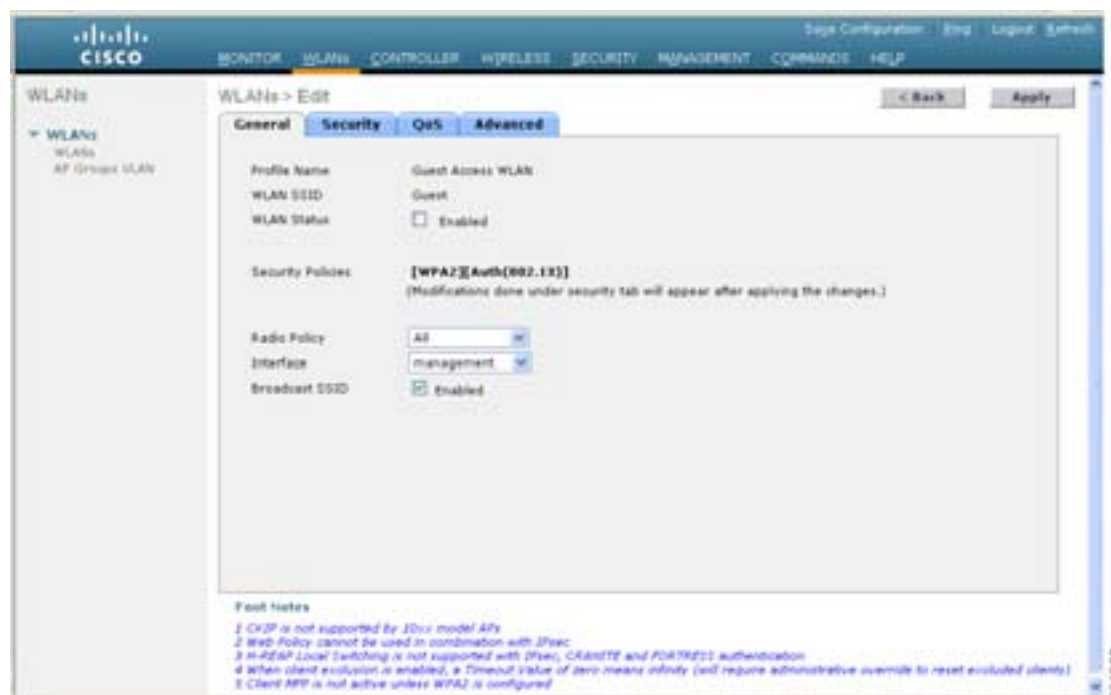 Save Configuration Ping Logout Refresh
CISCO
MONITOR WLANs CONTROLLER WIRELESS SECURITY MANAGEMENT COMMANDS HELP
WLANs
WLANs > Edit
< Back
Apply
WLANs
WLANs
AP Groups VLAN
General Security QoS Advanced
Profile Name Guest Access WLAN
WLAN SSID Guest
WLAN Status Enabled
Security Policies [WPA2][Auth(802.1X)]
(Modifications done under security tab will appear after applying the changes.)
Radio Policy All
Interface management
Broadcast SSID Enabled
Foot Notes
1 CKIP is not supported by 10xx model APs
2 Web Policy cannot be used in combination with IPsec
3 H-REAP Local Switching is not supported with IPsec, CRANITE and FORTRESS authentication
4 When client exclusion is enabled, a Timeout Value of zero means infinity (will require administrative override to reset excluded clients)
5 Client MFP is not active unless WPA2 is configured